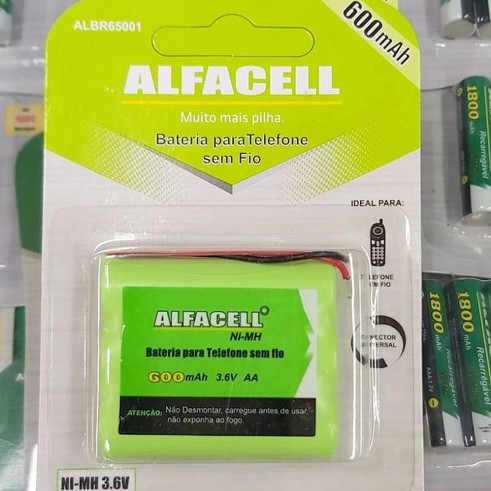 ALBR65001
600mAh
ALFACELL
Muito mais pilha.
Bateria para Telefone
sem Fio
IDEAL PARA:
TELEFONE
SEM FIO
ALFACELL
Ni-MH
Bateria para Telefone sem fio
600mAh 3.6V AA
ATENÇÃO: Não Desmontar, carregue antes de usar,
não exponha ao fogo.
NI-MH 3.6V
1800
mAh
Recarregável
1800
1800
Recarregável